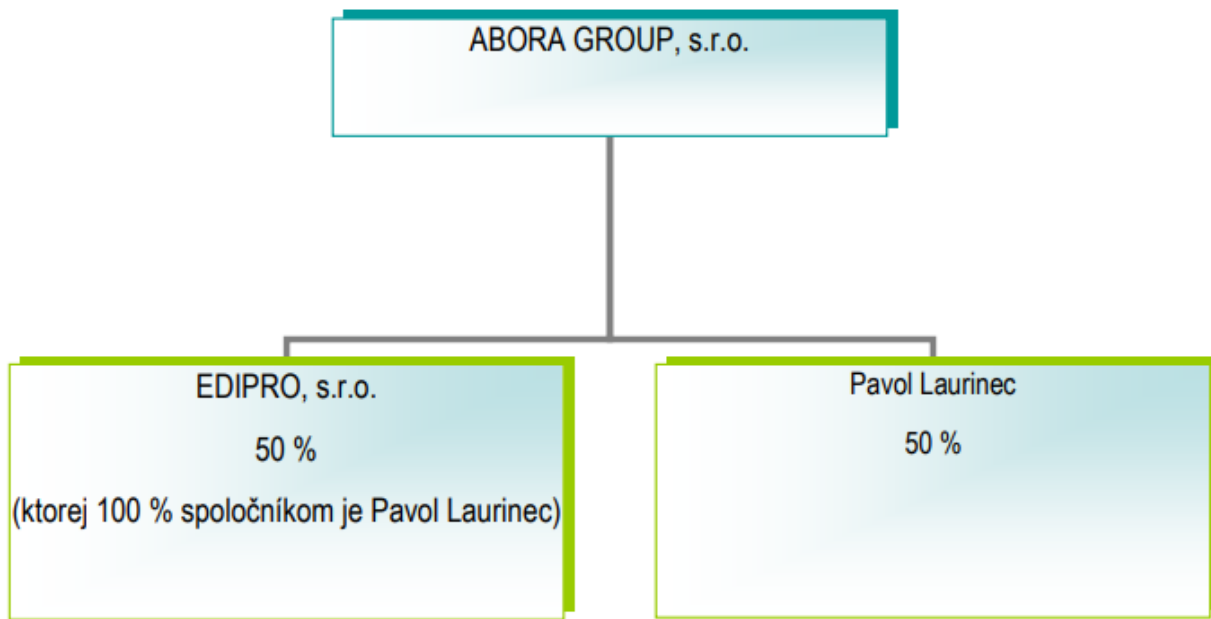 ABORA GROUP, s.r.o.
EDIPRO, s.r.o.
50 %
(ktorej 100 % spoločníkom je Pavol Laurinec)
Pavol Laurinec
50 %